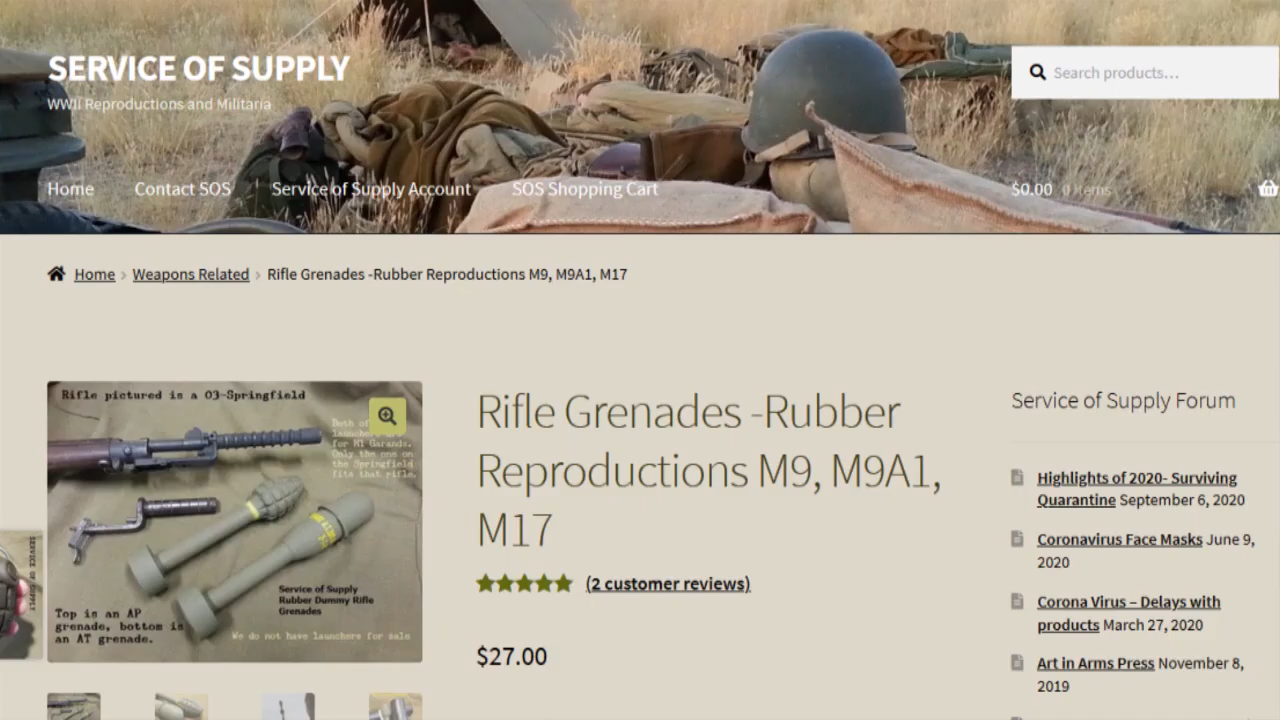 SERVICE OF SUPPLY
WWII Reproductions and Militaria
Search products…
Home
Contact SOS
Service of Supply Account
SOS Shopping Cart
$0.00 0 items
Home › Weapons Related › Rifle Grenades -Rubber Reproductions M9, M9A1, M17
Rifle pictured is a 03-Springfield
Both of
launchers are
for M1 Garands.
Only the one on
the Springfield
fits that rifle.
Service of Supply
Rubber Dummy Rifle
Grenades
Top is an AP
grenade, bottom is
an AT grenade.
We do not have launchers for sale
SERVICE OF SUPPLY
Rifle Grenades -Rubber
Reproductions M9, M9A1,
M17
(2 customer reviews)
$27.00
Service of Supply Forum
Highlights of 2020- Surviving
Quarantine September 6, 2020
Coronavirus Face Masks June 9,
2020
Corona Virus – Delays with
products March 27, 2020
Art in Arms Press November 8,
2019